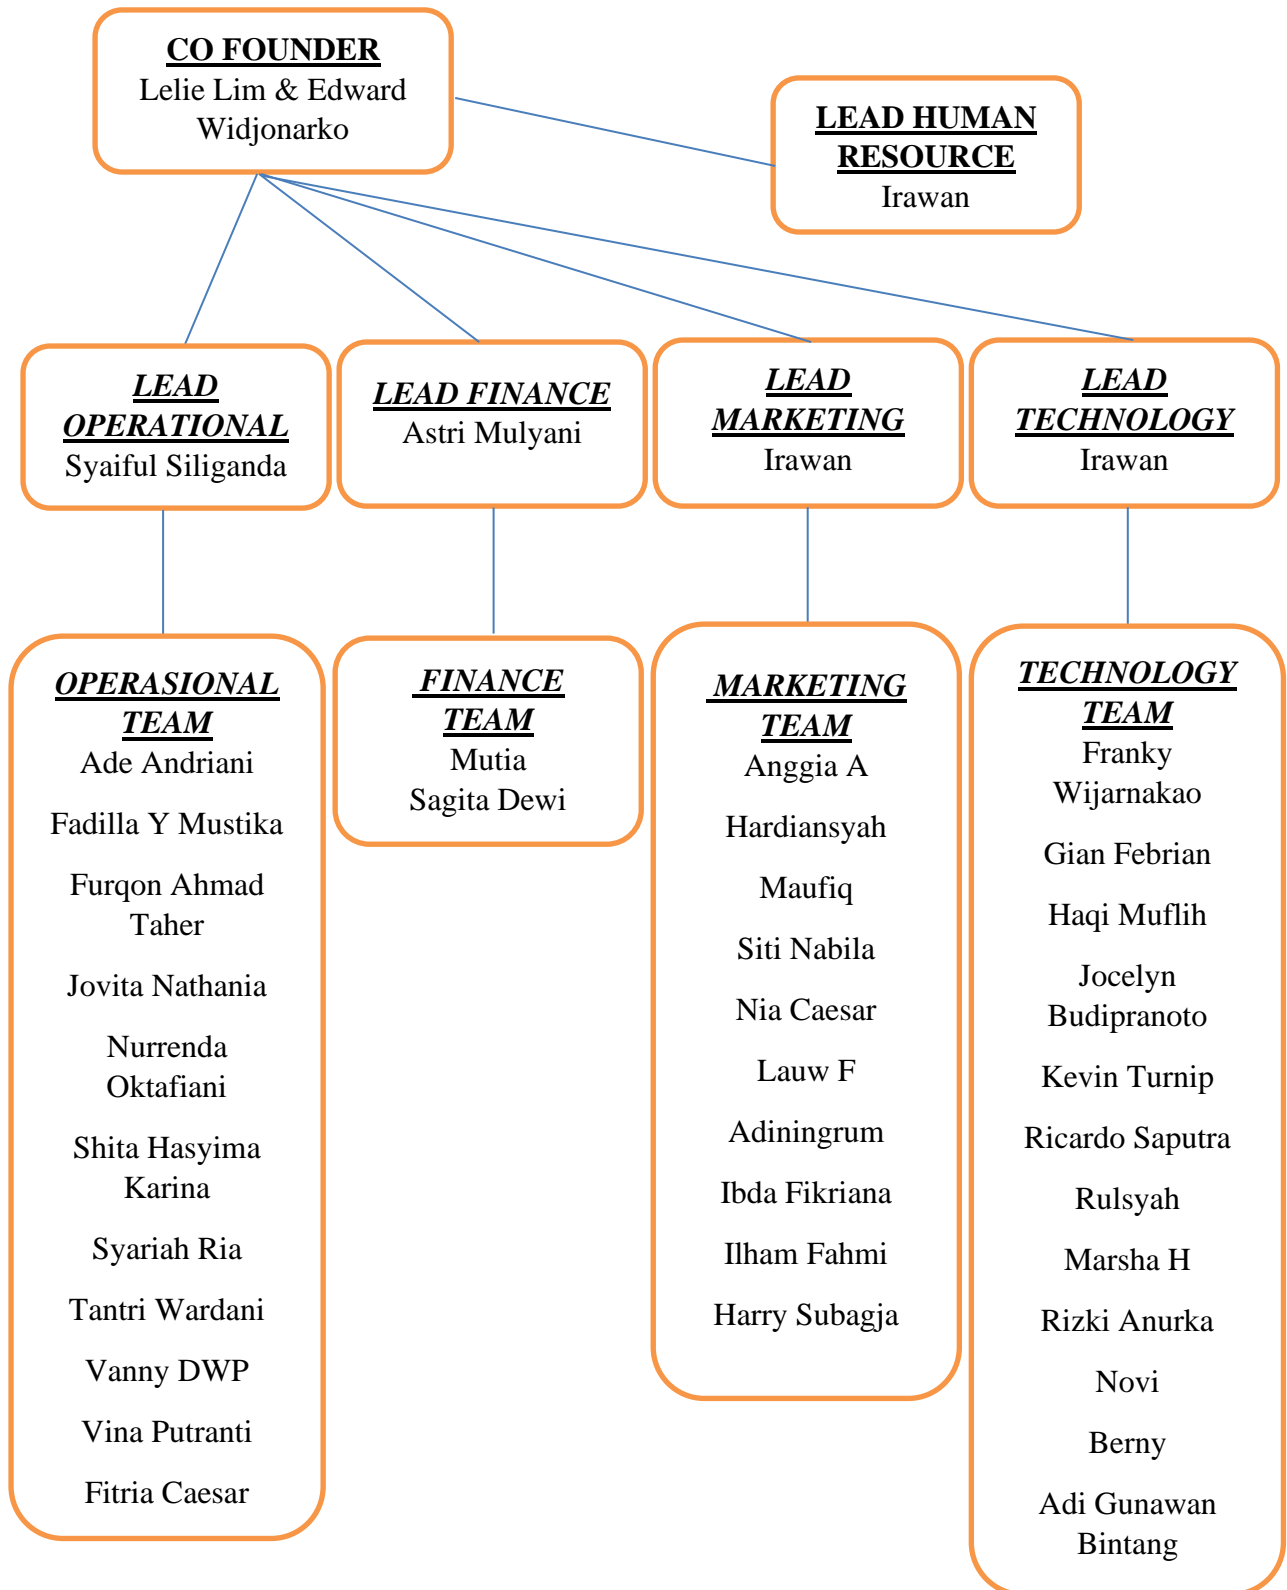 CO FOUNDER
Lelie Lim & Edward
Widjonarko
LEAD HUMAN
RESOURCE
Irawan
LEAD
OPERATIONAL
Syaiful Siliganda
LEAD FINANCE
Astri Mulyani
LEAD
MARKETING
Irawan
LEAD
TECHNOLOGY
Irawan
OPERASIONAL
TEAM
Ade Andriani
Fadilla Y Mustika
Furqon Ahmad
Taher
Jovita Nathania
Nurrenda
Oktafiani
Shita Hasyima
Karina
Syariah Ria
Tantri Wardani
Vanny DWP
Vina Putranti
Fitria Caesar
FINANCE
TEAM
Mutia
Sagita Dewi
MARKETING
TEAM
Anggia A
Hardiansyah
Maufiq
Siti Nabila
Nia Caesar
Lauw F
Adiningrum
Ibda Fikriana
Ilham Fahmi
Harry Subagja
TECHNOLOGY
TEAM
Franky
Wijarnakao
Gian Febrian
Haqi Muflih
Jocelyn
Budipranoto
Kevin Turnip
Ricardo Saputra
Rulsyah
Marsha H
Rizki Anurka
Novi
Berny
Adi Gunawan
Bintang